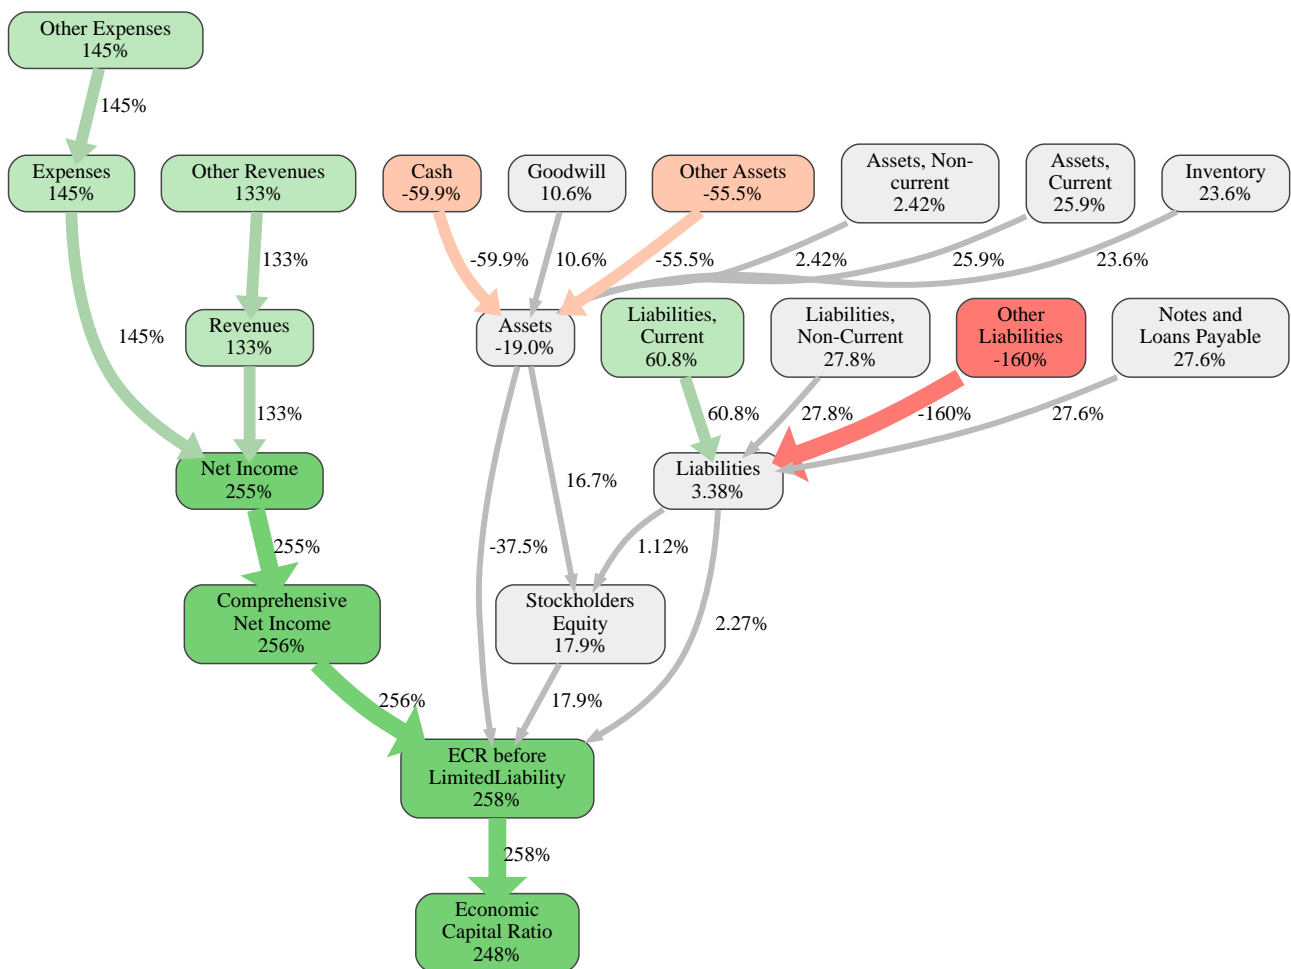 Other Expenses
145%
145%
Expenses
145%
Other Revenues
133%
Cash
-59.9%
Goodwill
10.6%
Other Assets
-55.5%
Assets, Non-
current
2.42%
Assets,
Current
25.9%
Inventory
23.6%
133%
-59.9%
10.6%
-55.5%
2.42%
25.9%
23.6%
145%
Revenues
133%
Assets
-19.0%
Liabilities,
Current
60.8%
Liabilities,
Non-Current
27.8%
Other
Liabilities
-160%
Notes and
Loans Payable
27.6%
133%
60.8%
27.8%
-160%
27.6%
Net Income
255%
16.7%
Liabilities
3.38%
255%
-37.5%
1.12%
Comprehensive
Net Income
256%
Stockholders
Equity
17.9%
2.27%
256%
17.9%
ECR before
LimitedLiability
258%
258%
Economic
Capital Ratio
248%